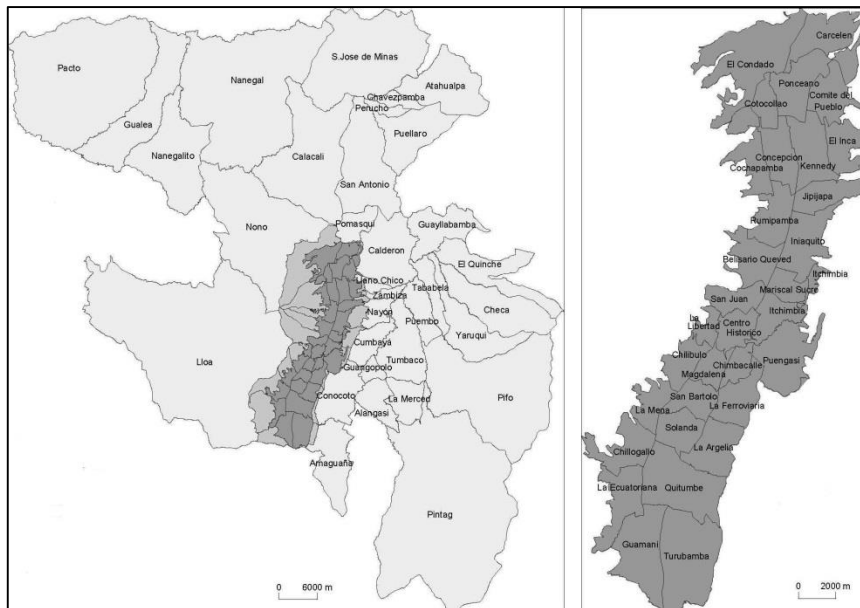 Pacto
Nanegal
S.Jose de Minas
Atahualpa
Chavezpamba
Perucho
Gualea
Puellaro
Nanegalito
Calacali
San Antonio
Nono
Pomasqui
Guayllabamba
Calderon
El Quinche
Llano Chico
Tababela
Zambiza
Checa
Nayon
Puembo
Yaruqui
Lloa
Cumbaya
Guangopolo
Tumbaco
Conocoto
La Merced
Pifo
Alangasi
Amaguaña
Pintag
0 6000 m
Carcelen
El Condado
Ponceano
Comite del
Pueblo
Cotocollao
El Inca
Concepcion
Cochapamba
Kennedy
Jipijapa
Rumipamba
Iniaquito
Belisario Queved
Itchimbia
Mariscal Sucre
San Juan
Itchimbia
La
Libertad
Centro
Historico
Chilibulo
Chimbacalle
Puengasi
Magdalena
San Bartolo
La Mena
La Ferroviaria
Solanda
La Argelia
Chillogallo
La Ecuatoriana
Quitumbe
Guamani
Turubamba
0 2000 m